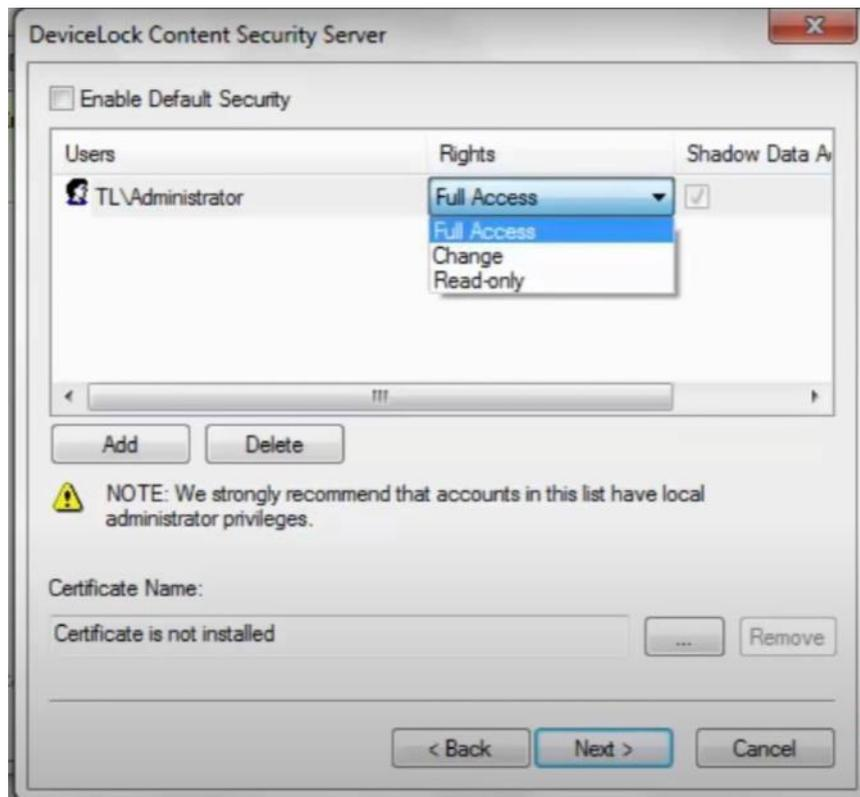 DeviceLock Content Security Server
Enable Default Security
Users Rights Shadow Data A
TL\Administrator Full Access
Full Access
Change
Read-only
Add Delete
NOTE: We strongly recommend that accounts in this list have local
administrator privileges.
Certificate Name:
Certificate is not installed
... Remove
< Back Next > Cancel